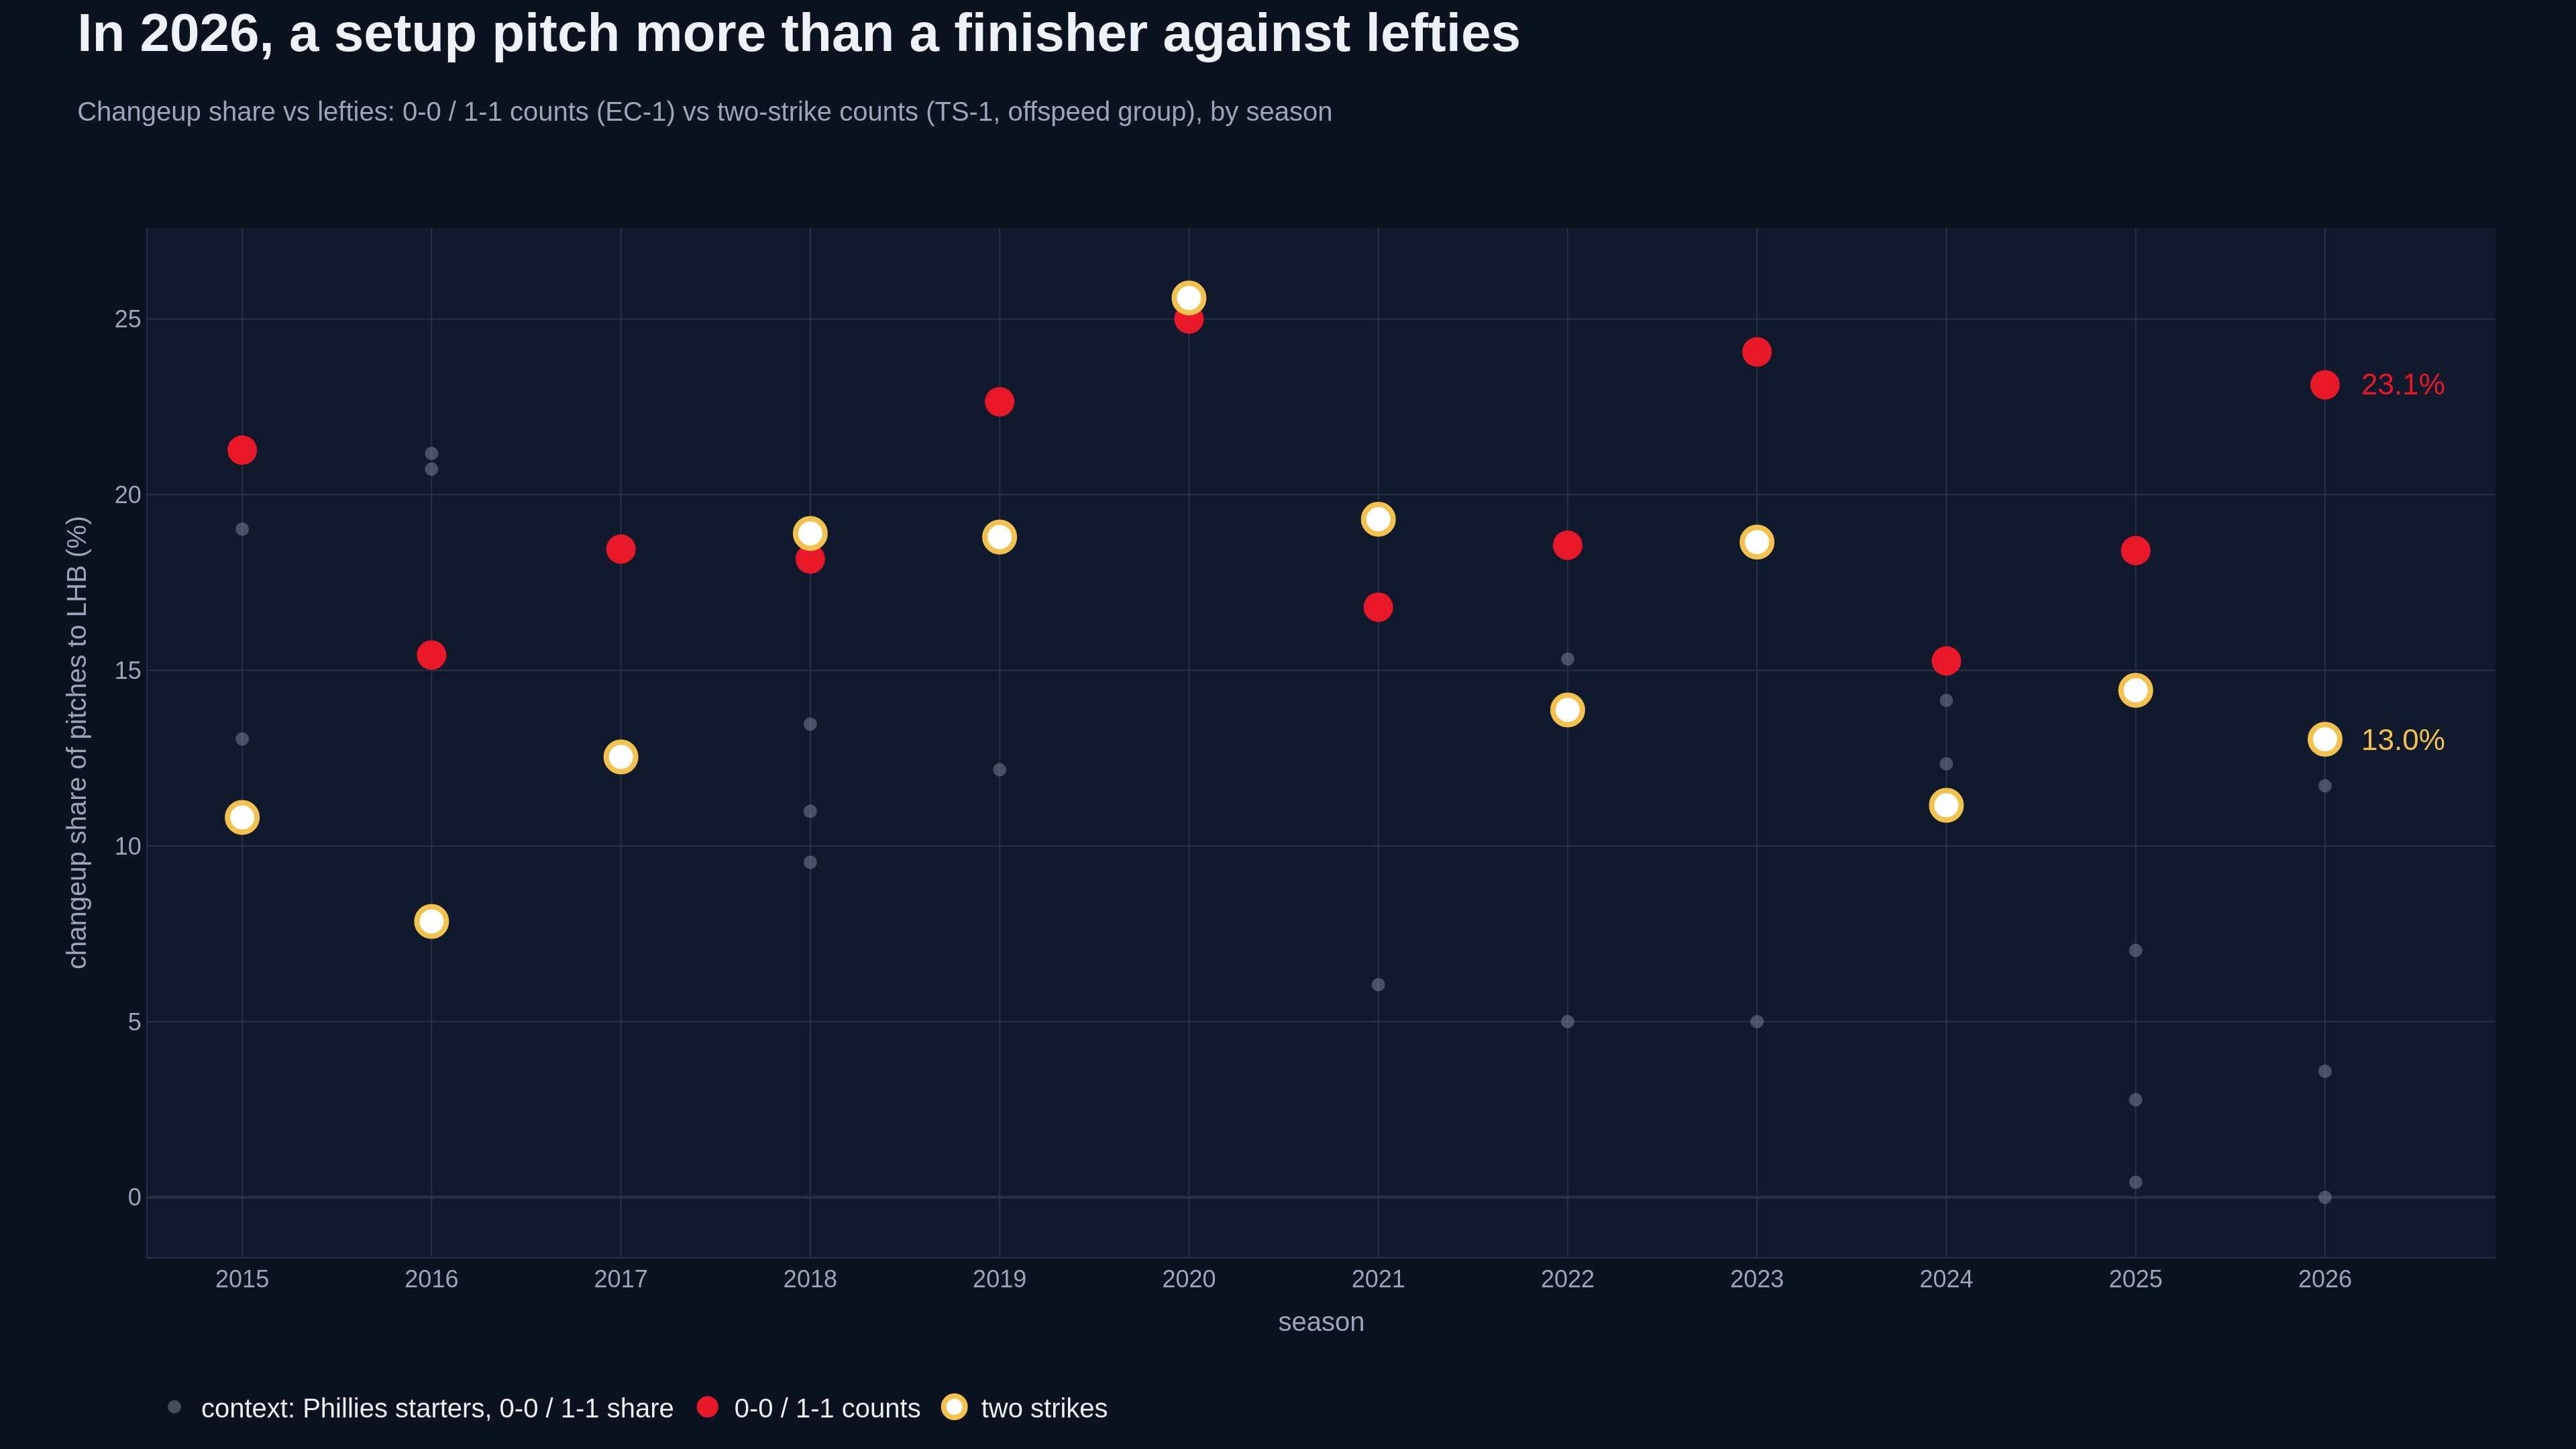 In 2026, a setup pitch more than a finisher against lefties
Changeup share vs lefties: 0-0 / 1-1 counts (EC-1) vs two-strike counts (TS-1, offspeed group), by season
changeup share of pitches to LHB (%)
25
20
15
10
5
0
23.1%
13.0%
2015 2016 2017 2018 2019 2020 2021 2022 2023 2024 2025 2026
season
context: Phillies starters, 0-0 / 1-1 share 0-0 / 1-1 counts two strikes